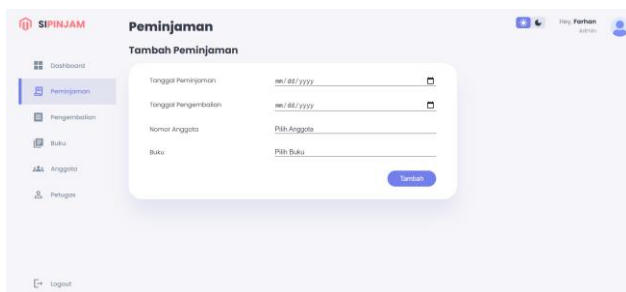 SIPINJAM
Dashboard
Peminjaman
Pengembalian
Buku
Anggota
Petugas
Logout
Peminjaman
Tambah Peminjaman
Tanggal Peminjaman mm/dd/yyyy
Tanggal Pengembalian mm/dd/yyyy
Nomor Anggota Pilih Anggota
Buku Pilih Buku
Tambah
Hey, Farhan
Admin